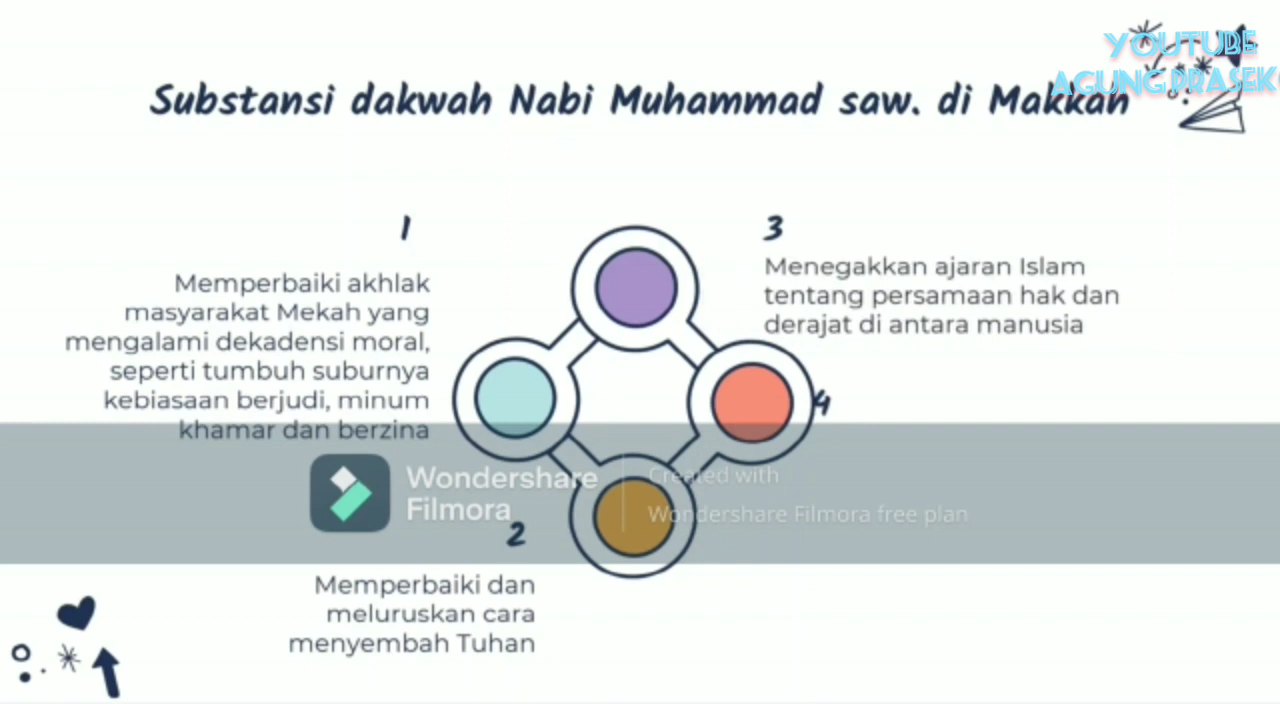 YOUTUBE
AGUNG PRASEK
Substansi dakwah Nabi Muhammad saw. di Makkah
1
Memperbaiki akhlak
masyarakat Mekah yang
mengalami dekadensi moral,
seperti tumbuh suburnya
kebiasaan berjudi, minum
khamar dan berzina
2
Memperbaiki dan
meluruskan cara
menyembah Tuhan
3
Menegakkan ajaran Islam
tentang persamaan hak dan
derajat di antara manusia
4
Wondershare
Filmora
Created with
Wondershare Filmora free plan